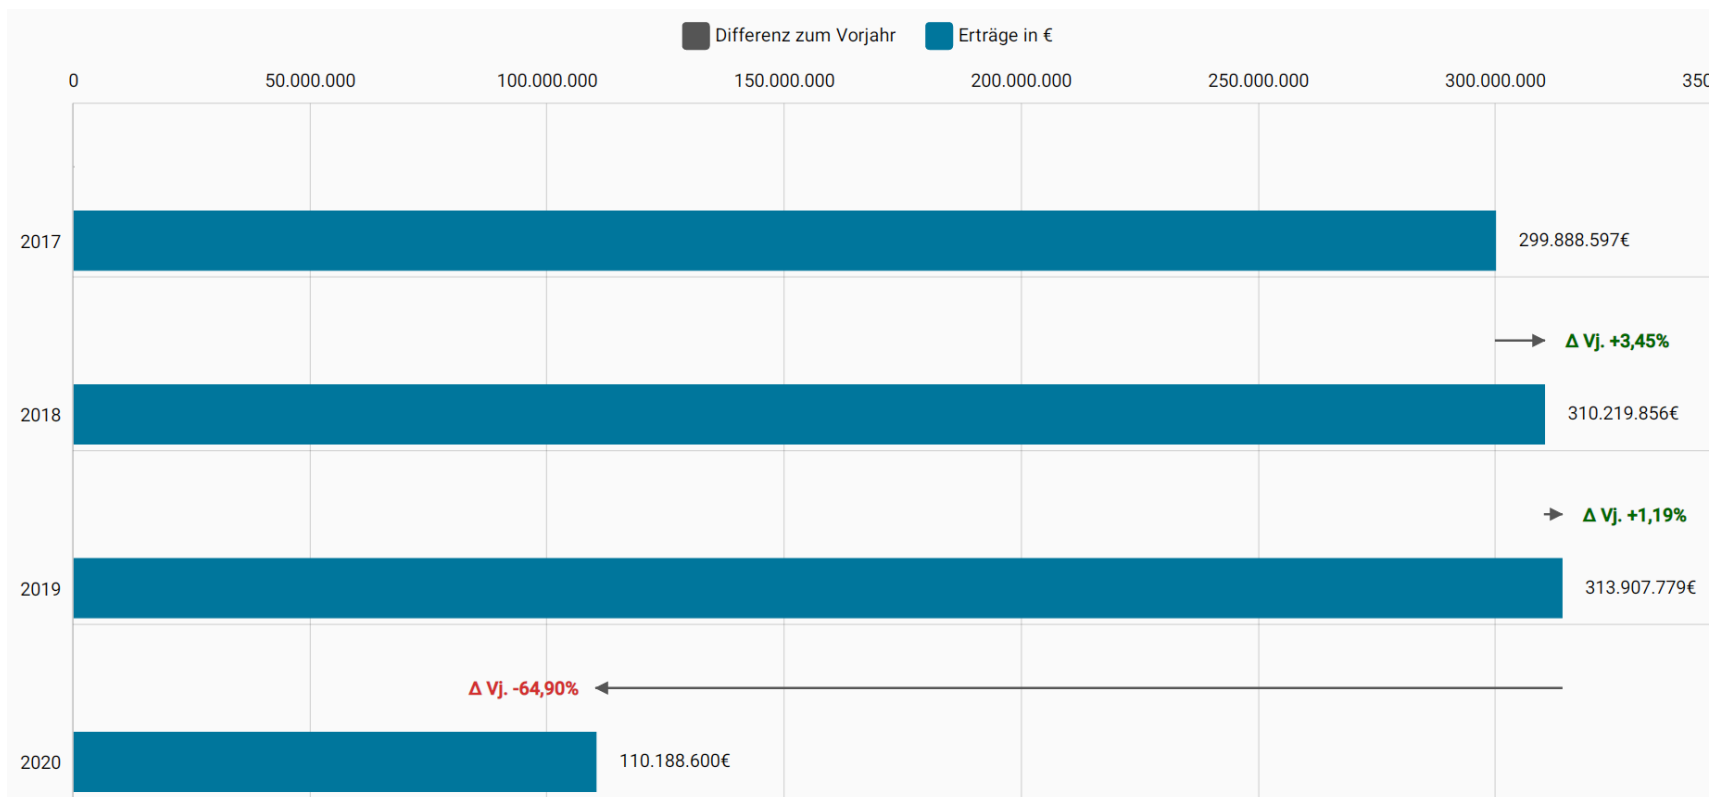 Differenz zum Vorjahr Erträge in €
0 50.000.000 100.000.000 150.000.000 200.000.000 250.000.000 300.000.000 350
2017 299.888.597€
Δ Vj. +3,45%
2018 310.219.856€
Δ Vj. +1,19%
2019 313.907.779€
Δ Vj. -64,90%
2020 110.188.600€